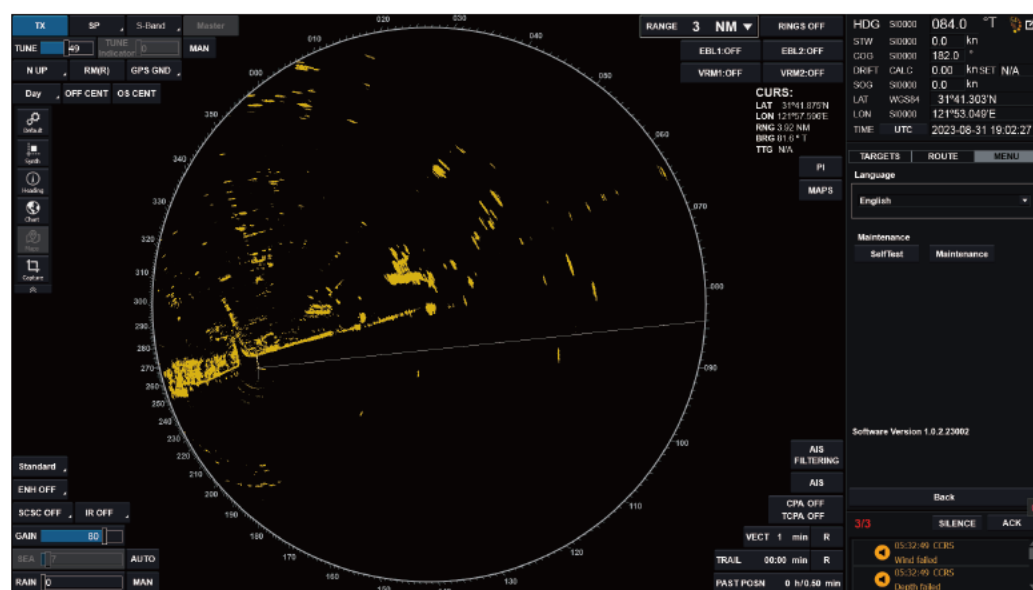 TX SP S-Band Master
TUNE 49 TUNE Indicator 0 MAN
N UP RM(R) GPS GND
Day OFF CENT OS CENT
Default
Synth
Heading
Chart
Capture
RANGE 3 NM RINGS OFF
EBL1:OFF EBL2:OFF
VRM1:OFF VRM2:OFF
CURS:
LAT 31°41.875'N
RNG 3.92 NM
BRG 81.6° T
TTG N/A
PI
MAPS
000
010
020
030
040
050
060
070
080
090
100
110
120
130
140
150
160
170
180
190
200
210
220
230
240
250
260
270
280
290
300
310
320
330
340
Standard
ENH OFF
SCSC OFF IR OFF
GAIN 80
SEA 7 AUTO
RAIN 0 MAN
AIS FILTERING
AIS
CPA OFF
TCPA OFF
VECT 1 min R
TRAIL 00:00 min R
PAST POSN 0 h/0.50 min
HDG SI0000 084.0 °T
STW SI0000 0.0 kn
COG SI0000 182.0 °
DRIFT CALC 0.00 kn SET N/A
SOG SI0000 0.0 kn
LAT WGS84 31°41.303'N
LON SI0000 121°53.049'E
TIME UTC 2023-08-31 19:02:27
TARGETS ROUTE MENU
Language
English
Maintenance
SelfTest Maintenance
Software Version 1.0.2.23002
Back
3/3 SILENCE ACK
05:32:49 CCRS
Wind failed
05:32:49 CCRS
Depth failed